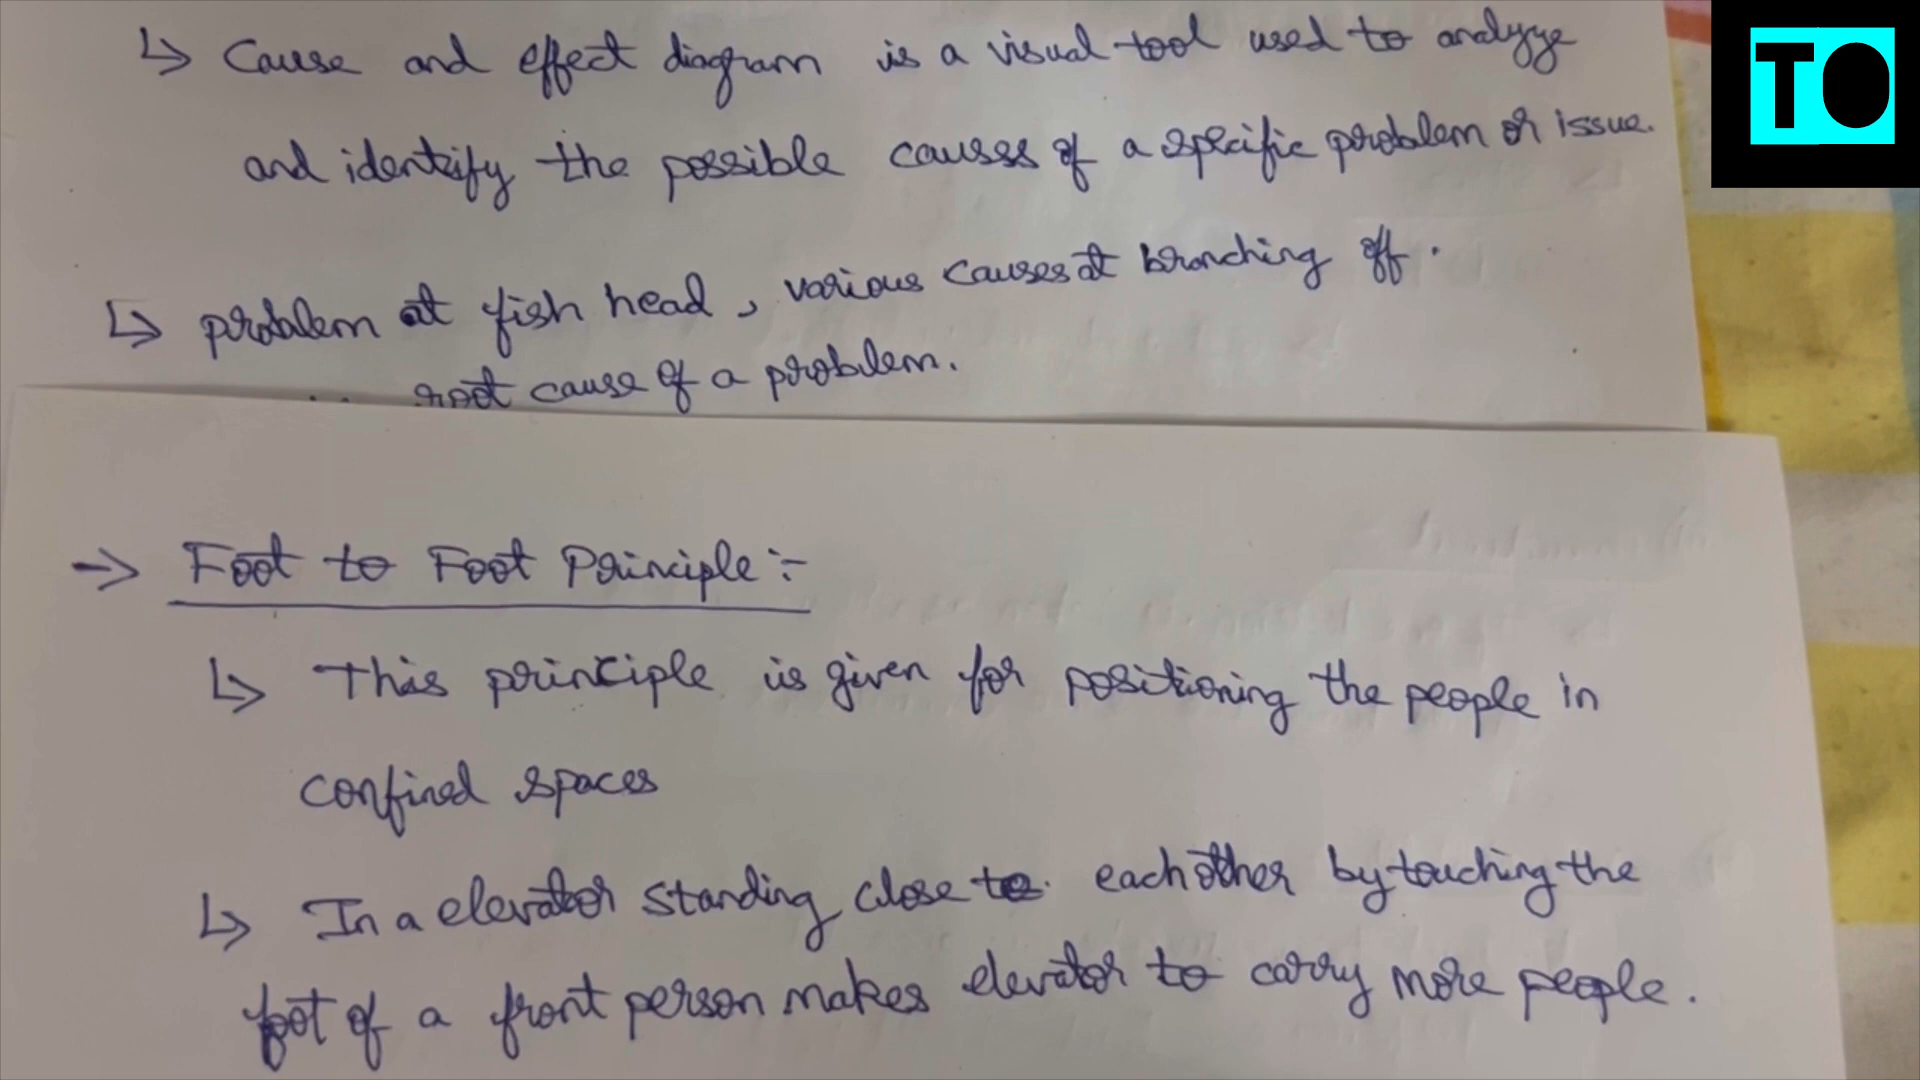 ↳ Cause and effect diagram is a visual tool used to analyze
and identify the possible causes of a specific problem or issue.
↳ problem at fish head, various causes at branching off.
root cause of a problem.
→ Foot to Foot Principle :-
↳ This principle is given for positioning the people in
confined spaces
↳ In a elevator standing close to each other by touching the
foot of a front person makes elevator to carry more people.
TO